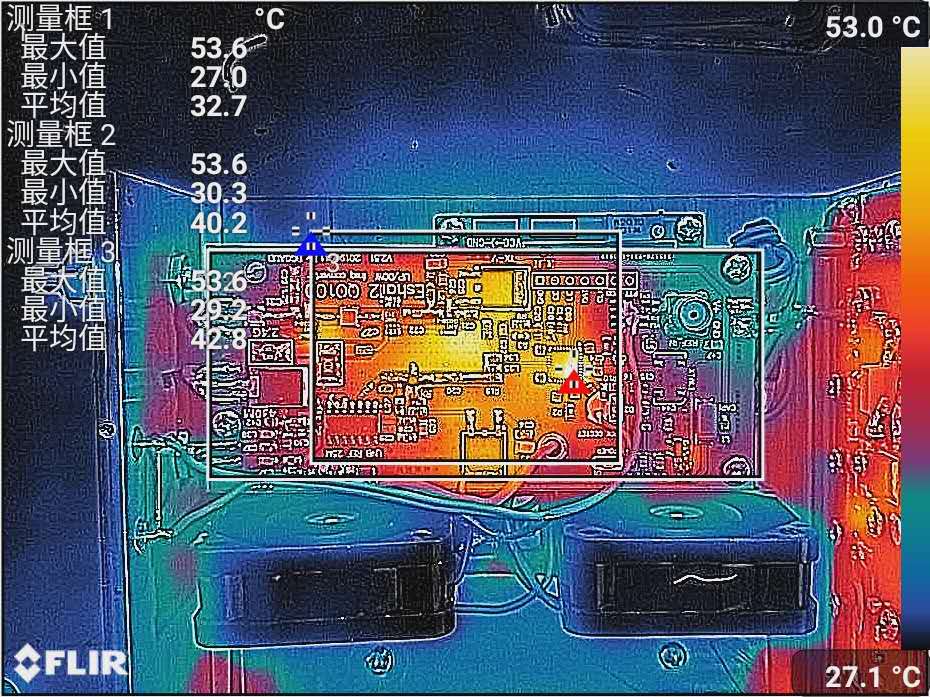 测量框 1 °C
最大值 53.6
最小值 27.0
平均值 32.7
测量框 2
最大值 53.6
最小值 30.3
平均值 40.2
测量框 3
最大值 53.6
最小值 29.2
平均值 42.8
53.0 °C
3
FLIR
27.1 °C